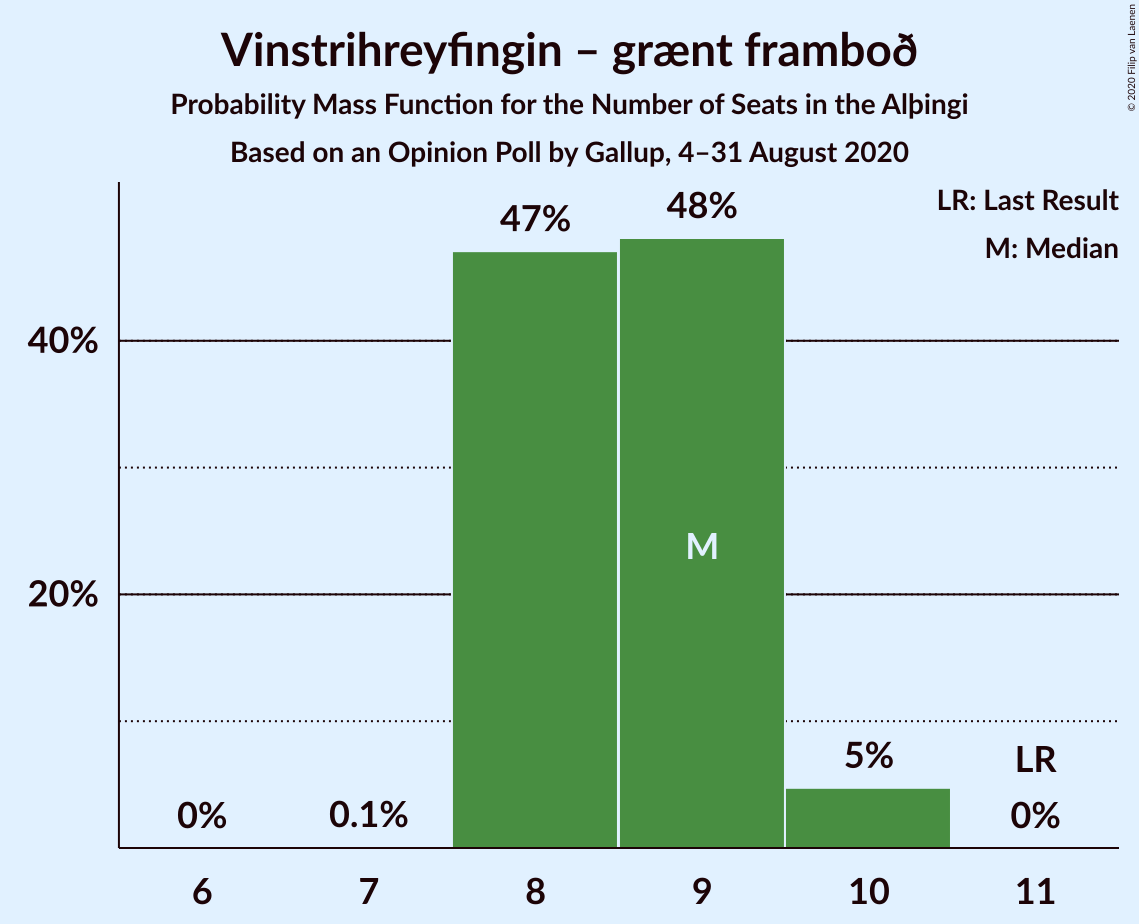 Vinstrihreyfingin – grænt framboð
Probability Mass Function for the Number of Seats in the Alþingi
Based on an Opinion Poll by Gallup, 4–31 August 2020
© 2020 Filip van Laenen
LR: Last Result
M: Median
47%
48%
40%
M
20%
5%
LR
0%
0.1%
0%
6
7
8
9
10
11